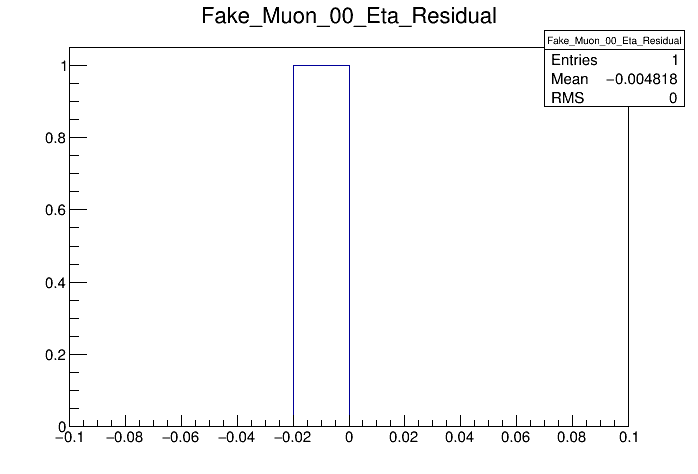 Fake_Muon_00_Eta_Residual
Fake_Muon_00_Eta_Residual
Entries 1
Mean −0.004818
RMS 0
1
0.8
0.6
0.4
0.2
0
−0.1 −0.08 −0.06 −0.04 −0.02 0 0.02 0.04 0.06 0.08 0.1